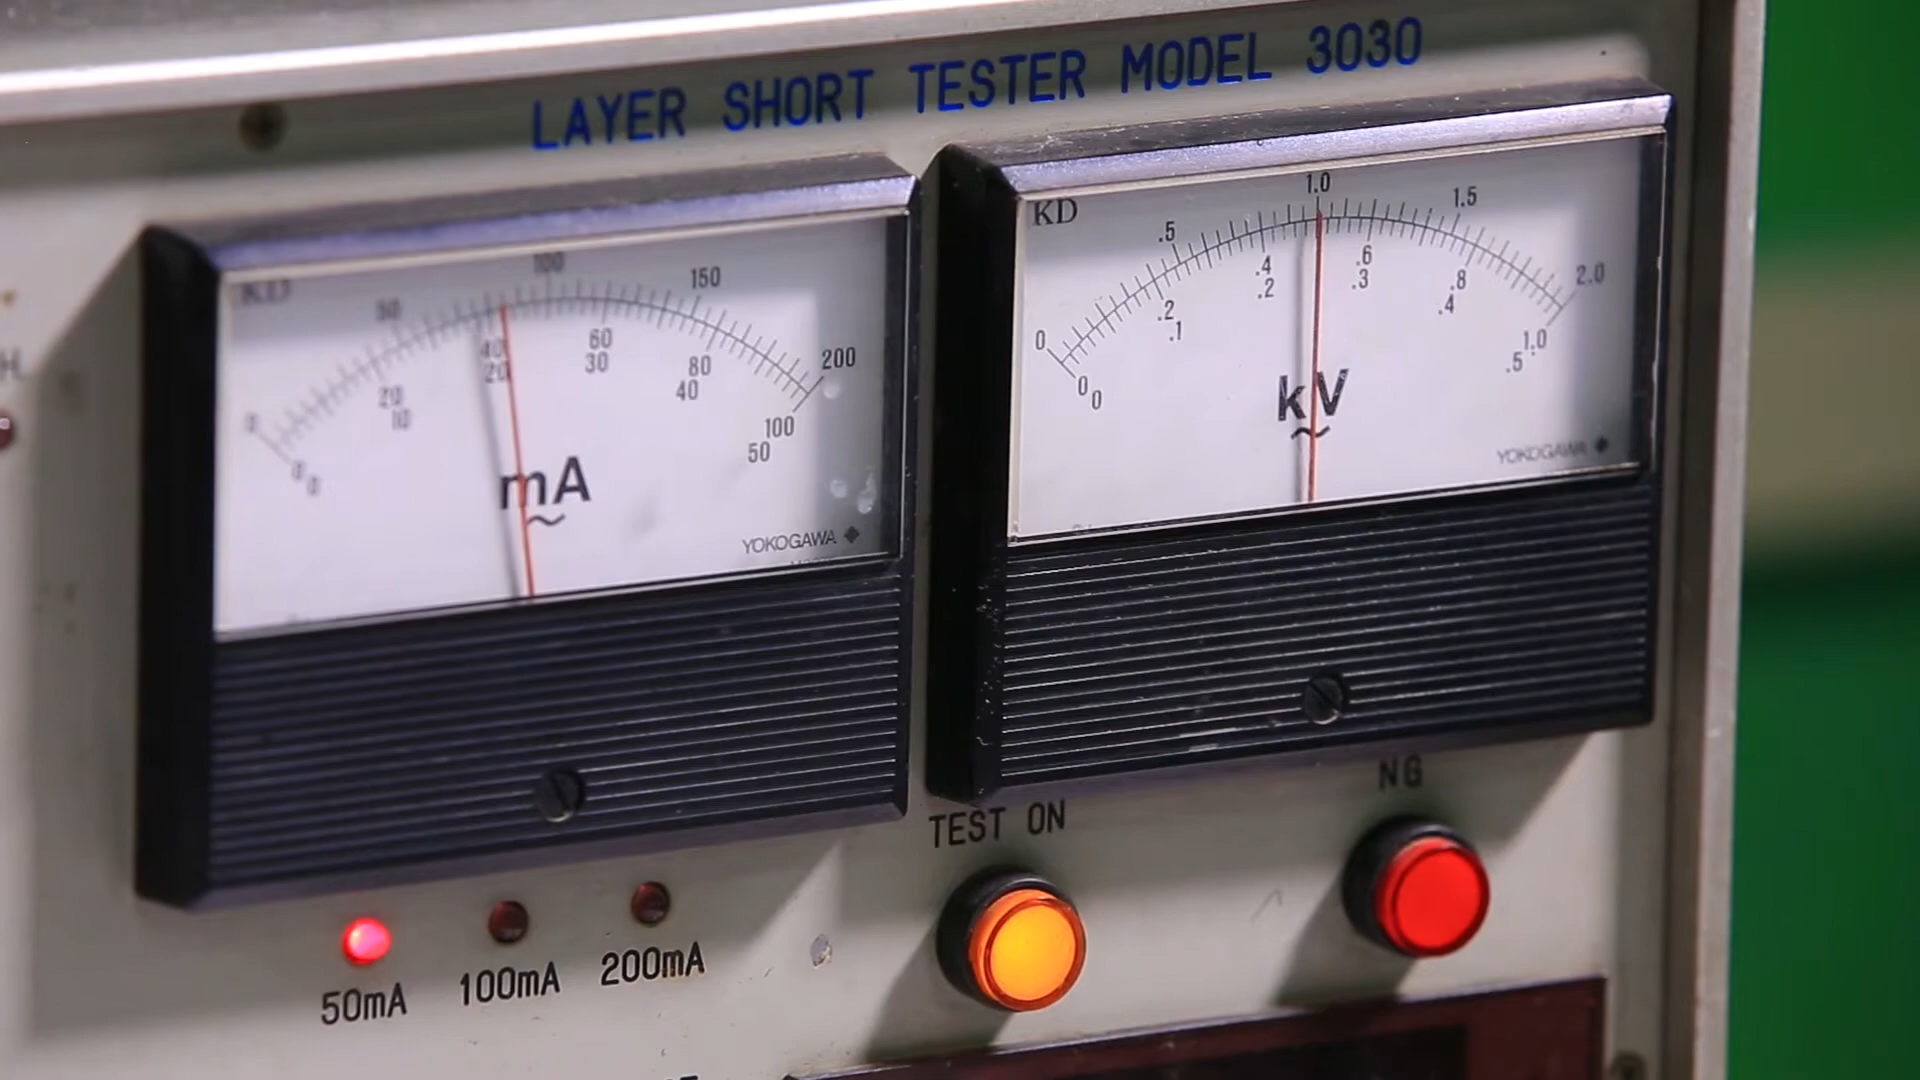 LAYER SHORT TESTER MODEL 3030
KD
0 50 100 150 200
0 20 40 60 80 100
0 10 20 30 40 50
mA
YOKOGAWA
KD
0 .5 1.0 1.5 2.0
0 .2 .4 .6 .8 1.0
0 .1 .2 .3 .4 .5
kV
YOKOGAWA
H
TEST ON
NG
50mA 100mA 200mA